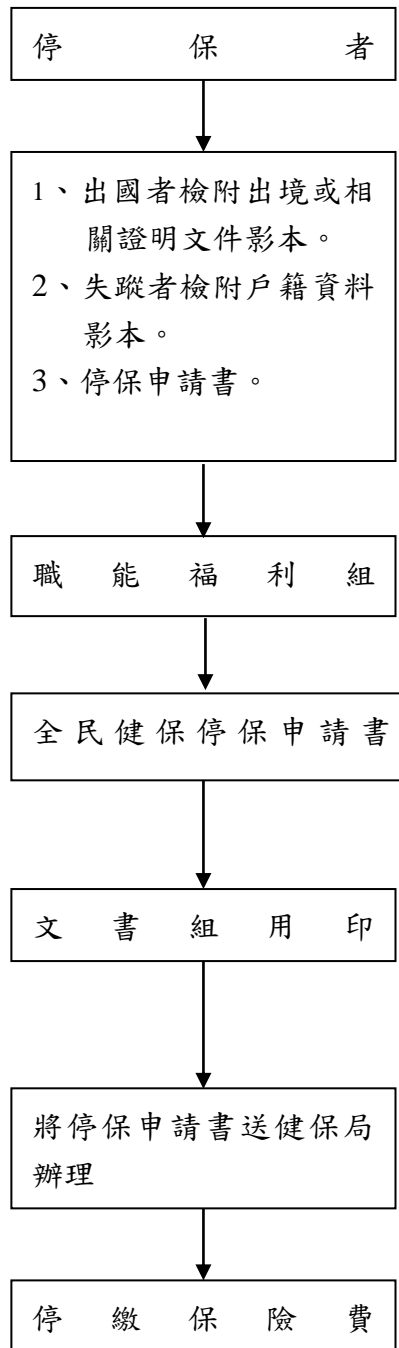 停保者
1、出國者檢附出境或相
關證明文件影本。
2、失蹤者檢附戶籍資料
影本。
3、停保申請書。
職能福利組
全民健保停保申請書
文書組用印
將停保申請書送健保局
辦理
停繳保險費